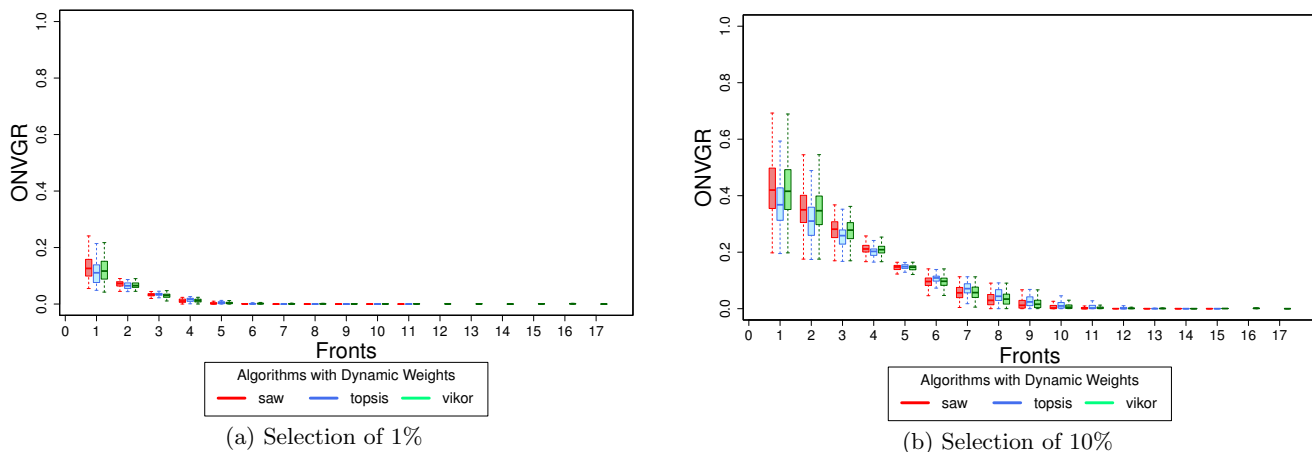 1.0
0.8
0.6
0.4
0.2
0.0
ONVGR
0 1 2 3 4 5 6 7 8 9 10 11 12 13 14 15 16 17
Fronts
Algorithms with Dynamic Weights
saw topsis vikor
(a) Selection of 1%
1.0
0.8
0.6
0.4
0.2
0.0
ONVGR
0 1 2 3 4 5 6 7 8 9 10 11 12 13 14 15 16 17
Fronts
Algorithms with Dynamic Weights
saw topsis vikor
(b) Selection of 10%